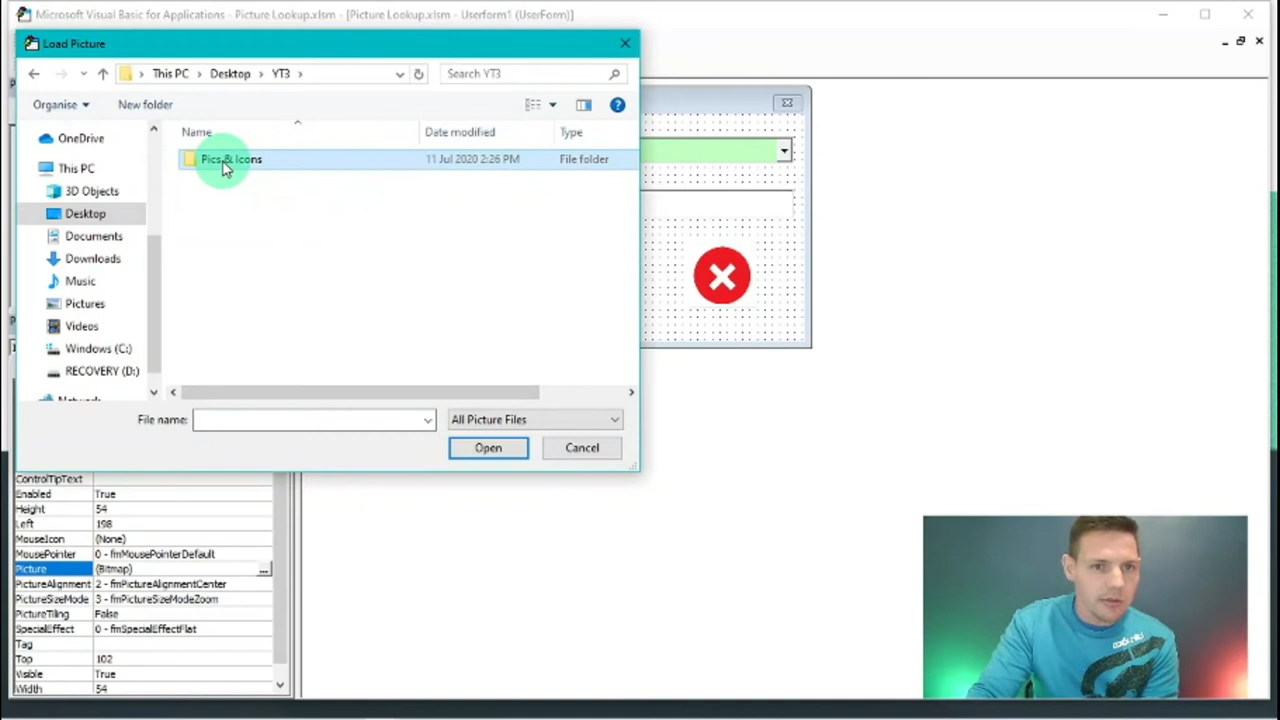 Microsoft Visual Basic for Applications - Picture Lookup.xlsm - [Picture Lookup.xlsm - Userform1 (UserForm)]
Load Picture
This PC
Desktop
YT3
Search YT3
Organise
New folder
Name
Date modified
Type
OneDrive
Pics & Icons
11 Jul 2020 2:26 PM
File folder
This PC
3D Objects
Desktop
Documents
Downloads
Music
Pictures
Videos
Windows (C:)
RECOVERY (D:)
File name:
All Picture Files
Open
Cancel
ControlTipText
Enabled True
Height 54
Left 198
MouseIcon (None)
MousePointer 0 - fmMousePointerDefault
Picture (Bitmap) ...
PictureAlignment 2 - fmPictureAlignmentCenter
PictureSizeMode 3 - fmPictureSizeModeZoom
PictureTiling False
SpecialEffect 0 - fmSpecialEffectFlat
Tag
Top 102
Visible True
Width 54